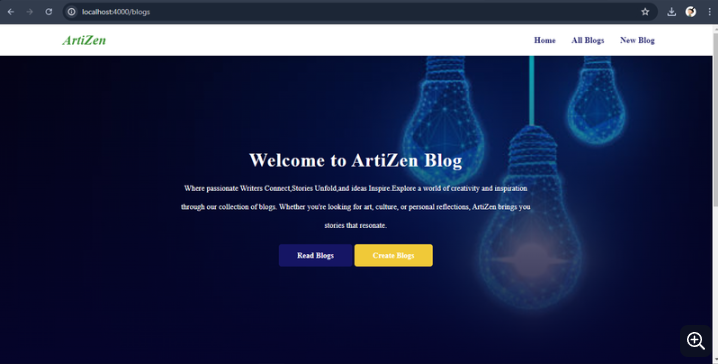 localhost:4000/blogs
ArtiZen
Home All Blogs New Blog
Welcome to ArtiZen Blog
Where passionate Writers Connect,Stories Unfold,and ideas Inspire.Explore a world of creativity and inspiration
through our collection of blogs. Whether you're looking for art, culture, or personal reflections, ArtiZen brings you
stories that resonate.
Read Blogs Create Blogs